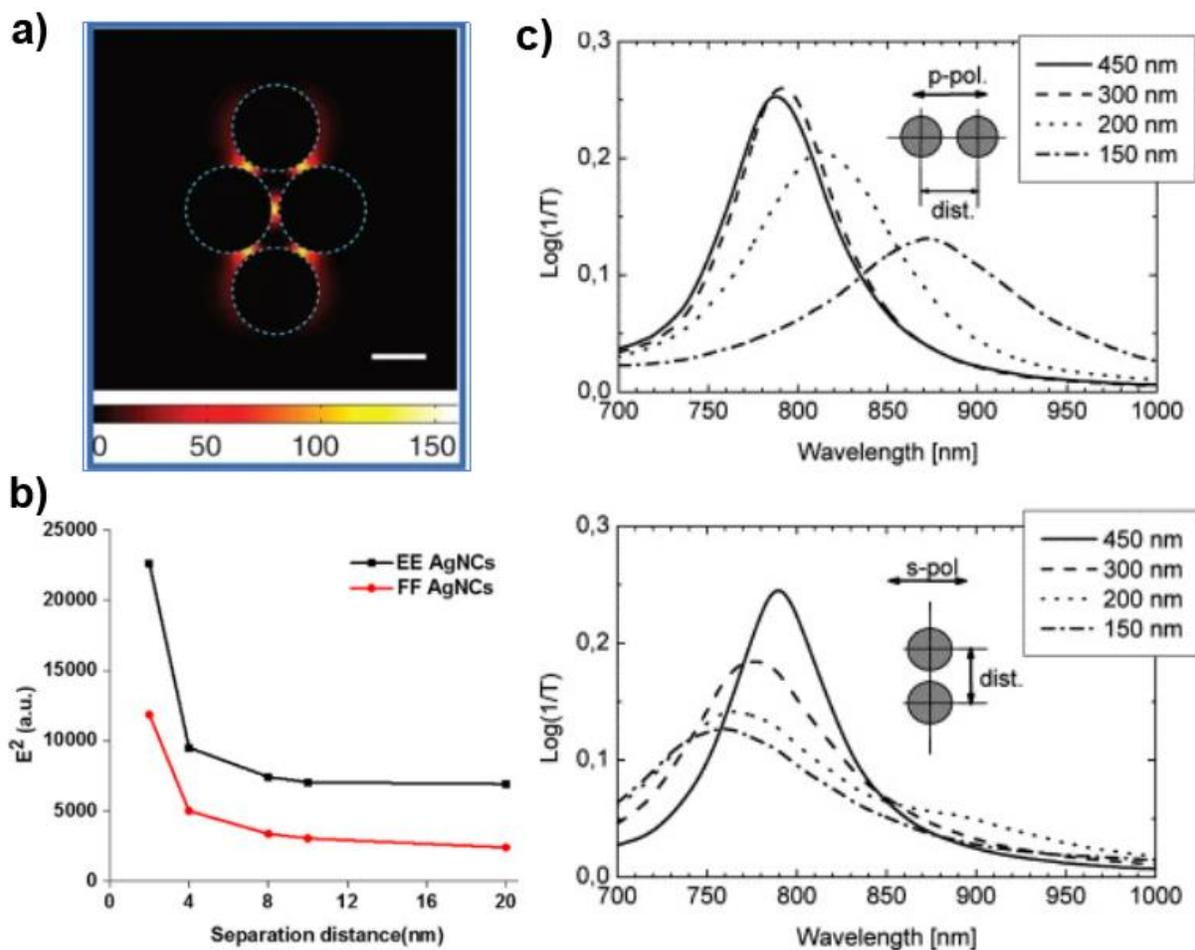 a)
0 50 100 150
b)
25000
20000
15000
10000
5000
0
E² (a.u.)
EE AgNCs
FF AgNCs
0 4 8 12 16 20
Separation distance(nm)
c)
0,3
0,2
0,1
0,0
Log(1/T)
p-pol.
dist.
450 nm
300 nm
200 nm
150 nm
700 750 800 850 900 950 1000
Wavelength [nm]
0,3
0,2
0,1
0,0
Log(1/T)
s-pol
dist.
450 nm
300 nm
200 nm
150 nm
700 750 800 850 900 950 1000
Wavelength [nm]